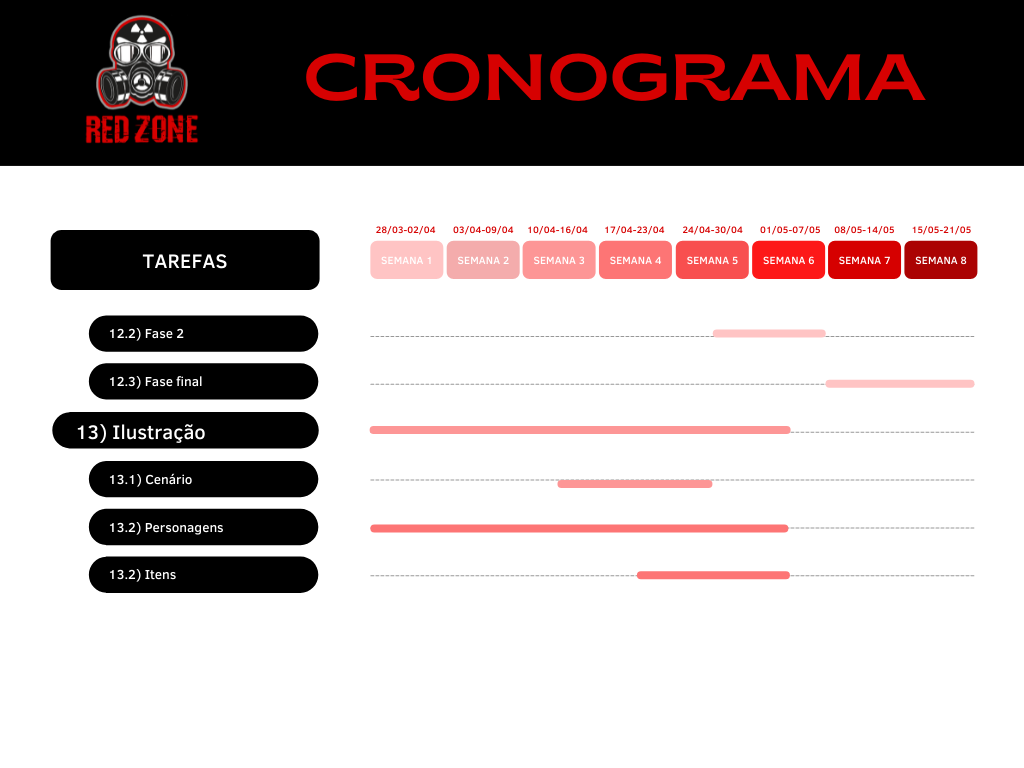 RED ZONE
CRONOGRAMA
TAREFAS
28/03-02/04 03/04-09/04 10/04-16/04 17/04-23/04 24/04-30/04 01/05-07/05 08/05-14/05 15/05-21/05
SEMANA 1 SEMANA 2 SEMANA 3 SEMANA 4 SEMANA 5 SEMANA 6 SEMANA 7 SEMANA 8
12.2) Fase 2
12.3) Fase final
13) Ilustração
13.1) Cenário
13.2) Personagens
13.2) Itens